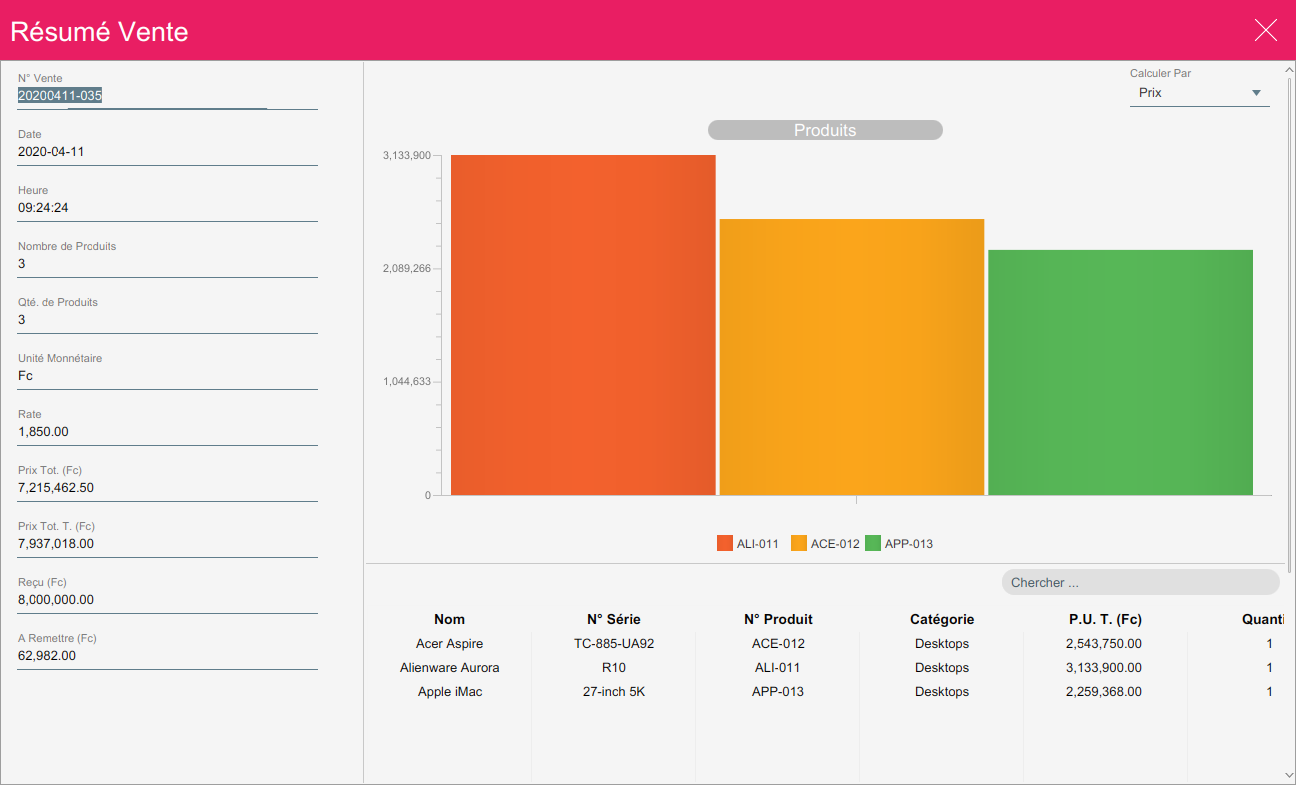 Résumé Vente
N° Vente
20200411-035
Date
2020-04-11
Heure
09:24:24
Nombre de Produits
3
Qté. de Produits
3
Unité Monnétaire
Fc
Rate
1,850.00
Prix Tot. (Fc)
7,215,462.50
Prix Tot. T. (Fc)
7,937,018.00
Reçu (Fc)
8,000,000.00
A Remettre (Fc)
62,982.00
Calculer Par
Prix
Produits
3,133,900
2,089,266
1,044,633
0
ALI-011 ACE-012 APP-013
Chercher ...
Nom N° Série N° Produit Catégorie P.U. T. (Fc) Quanti
Acer Aspire TC-885-UA92 ACE-012 Desktops 2,543,750.00 1
Alienware Aurora R10 ALI-011 Desktops 3,133,900.00 1
Apple iMac 27-inch 5K APP-013 Desktops 2,259,368.00 1